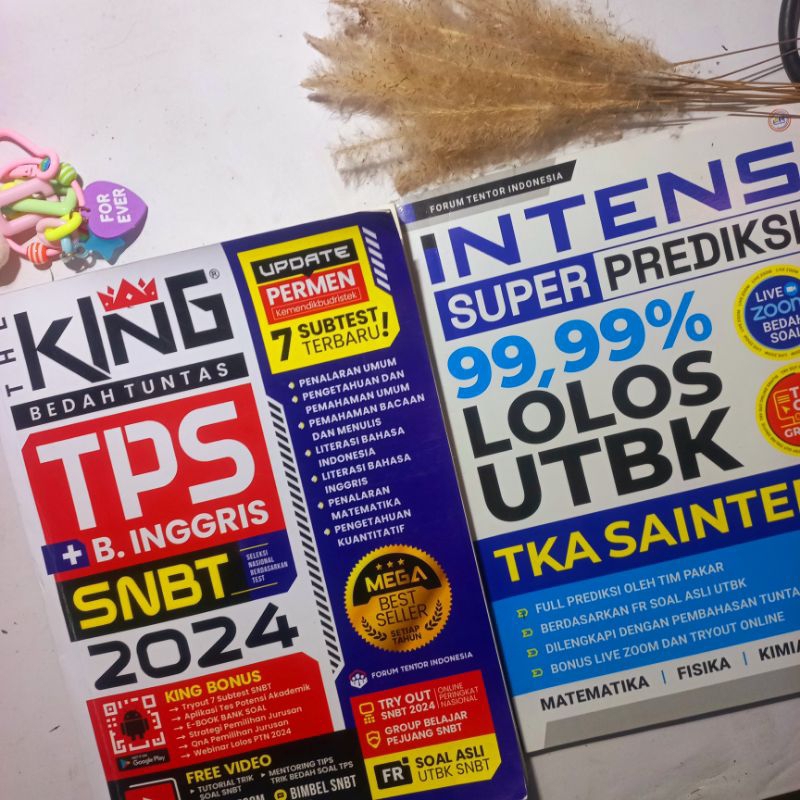 FOR
EVER
THE
KING®
BEDAH TUNTAS
TPS
+ B. INGGRIS
SNBT
SELEKSI
NASIONAL
BERDASARKAN
TEST
2024
KING BONUS
→ Tryout 7 Subtest SNBT
→ Aplikasi Tes Potensi Akademik
→ E-BOOK BANK SOAL
→ Strategi Pemilihan Jurusan
→ QnA Pemilihan Jurusan
→ Webinar Lolos PTN 2024
Google Play
FREE VIDEO
TUTORIAL TRIK
SOAL SNBT
MENTORING TIPS
TRIK BEDAH SOAL TPS
BIMBEL SNBT
UPDATE
PERMEN
Kemendikbudristek
7 SUBTEST
TERBARU!
PENALARAN UMUM
PENGETAHUAN DAN
PEMAHAMAN UMUM
PEMAHAMAN BACAAN
DAN MENULIS
LITERASI BAHASA
INDONESIA
LITERASI BAHASA
INGGRIS
PENALARAN
MATEMATIKA
PENGETAHUAN
KUANTITATIF
MEGA
BEST
SELLER
SETIAP
TAHUN
FORUM TENTOR INDONESIA
TRY OUT
SNBT 2024
ONLINE
PERINGKAT
NASIONAL
GROUP BELAJAR
PEJUANG SNBT
FR
SOAL ASLI
UTBK SNBT
FORUM TENTOR INDONESIA
INTENS
SUPER PREDIKSI
99,99%
LOLOS
UTBK
LIVE
zoom
BEDAH
SOAL
TKA SAINTE
FULL PREDIKSI OLEH TIM PAKAR
BERDASARKAN FR SOAL ASLI UTBK
DILENGKAPI DENGAN PEMBAHASAN TUNTA
BONUS LIVE ZOOM DAN TRYOUT ONLINE
MATEMATIKA | FISIKA | KIMIA